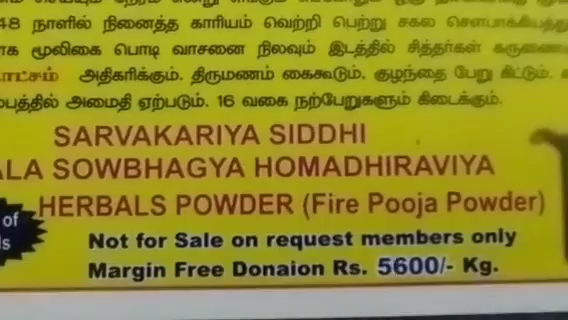 48 நாளில் நினைத்த காரியம் வெற்றி பெற்று சகல
மூலிகை பொடி வாசனை நிலவும் இடத்தில் சித்தர்கள்
அதிகரிக்கும். திருமணம் கைகூடும். குழந்தை பேறு கிட்டும்.
அமைதி ஏற்படும். 16 வகை நற்பேறுகளும் கிடைக்கும்.
SARVAKARIYA SIDDHI
ALA SOWBHAGYA HOMADHIRAVIYA
of HERBALS POWDER (Fire Pooja Powder)
Not for Sale on request members only
Margin Free Donaion Rs. 5600/- Kg.